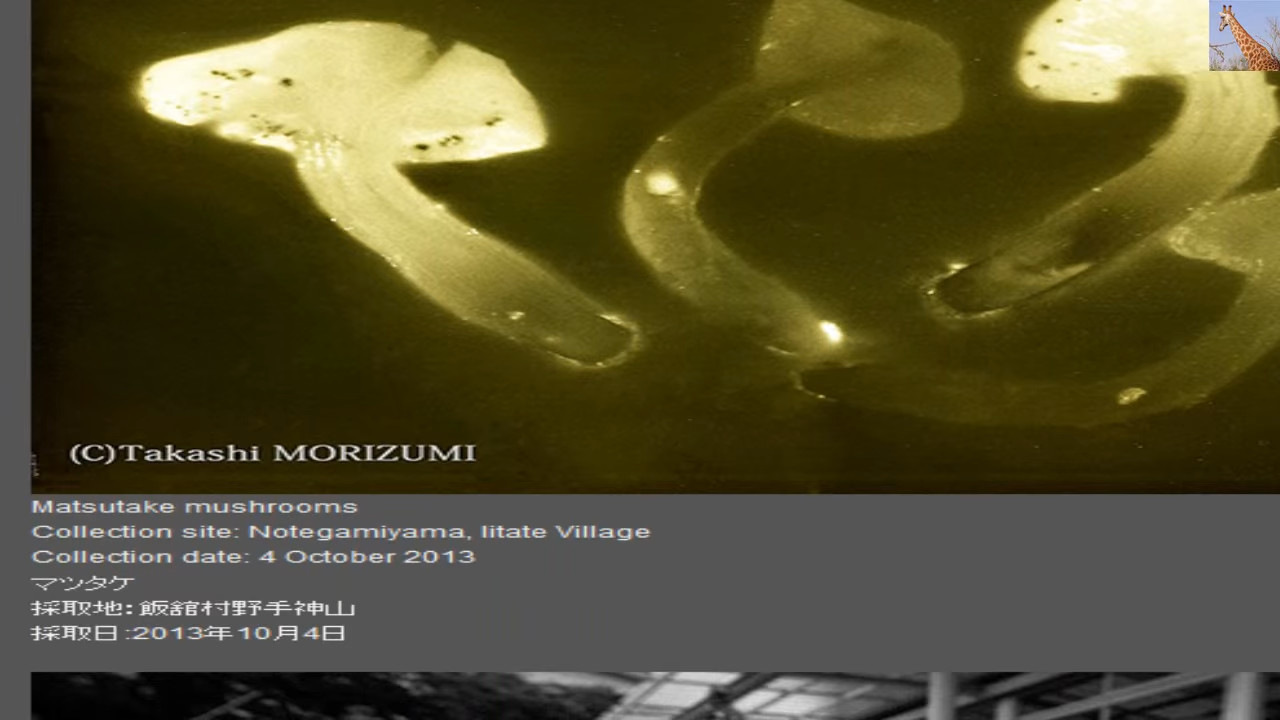 (C)Takashi MORIZUMI
Matsutake mushrooms
Collection site: Notegamiyama, Iitate Village
Collection date: 4 October 2013
マツタケ
採取地:飯舘村野手神山
採取日:2013年10月4日